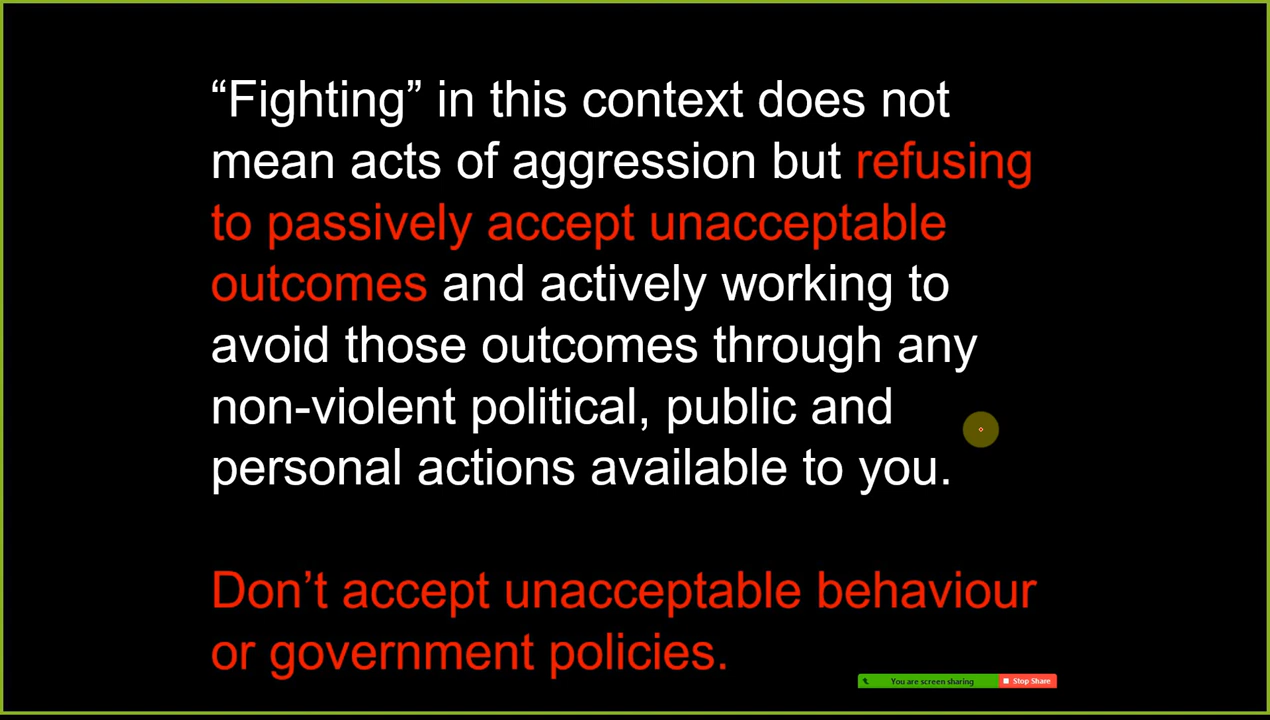 “Fighting” in this context does not
mean acts of aggression but refusing
to passively accept unacceptable
outcomes and actively working to
avoid those outcomes through any
non-violent political, public and
personal actions available to you.
Don’t accept unacceptable behaviour
or government policies.
You are screen sharing
Stop Share